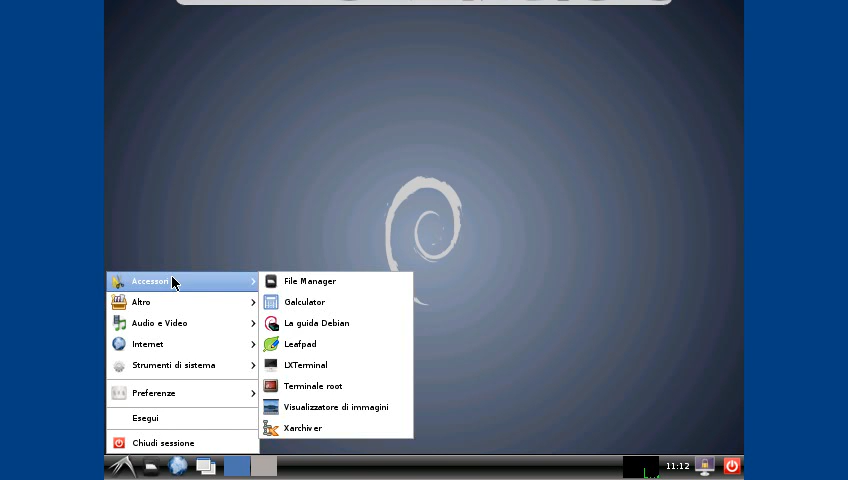 Accessori
Altro
Audio e Video
Internet
Strumenti di sistema
Preferenze
Esegui
Chiudi sessione
File Manager
Galculator
La guida Debian
Leafpad
LXTerminal
Terminale root
Visualizzatore di immagini
Xarchiver
11:12